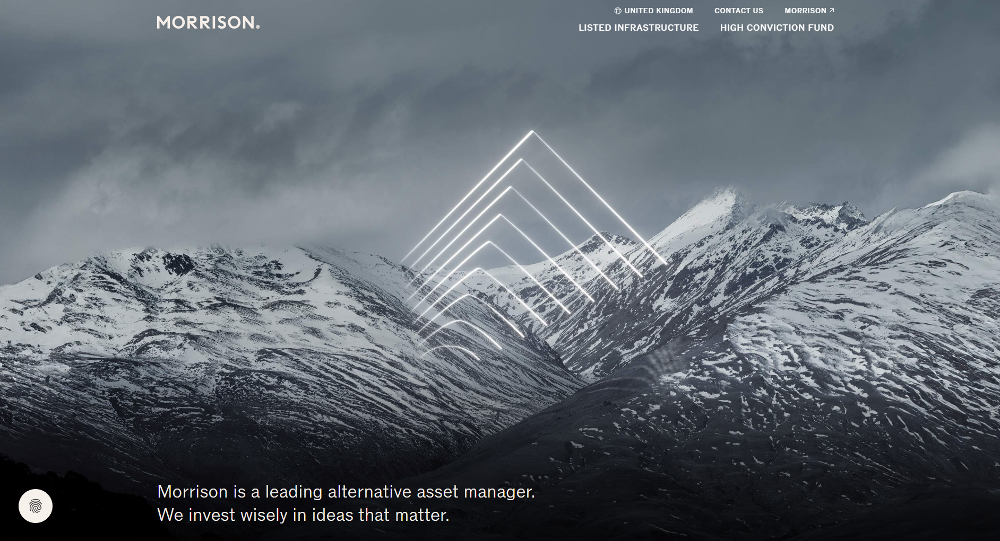 UNITED KINGDOM CONTACT US MORRISON
MORRISON
LISTED INFRASTRUCTURE HIGH CONVICTION FUND
Morrison is a leading alternative asset manager.
We invest wisely in ideas that matter.